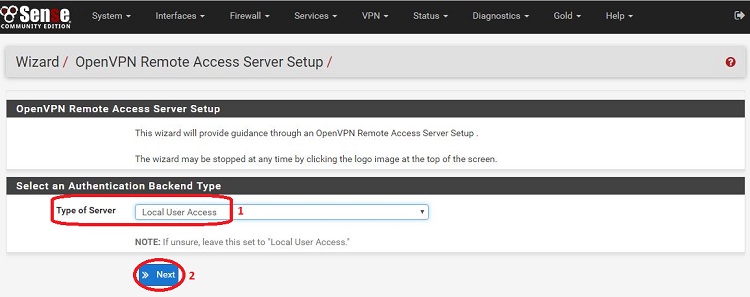 Sense
COMMUNITY EDITION
System Interfaces Firewall Services VPN Status Diagnostics Gold Help
Wizard / OpenVPN Remote Access Server Setup /
OpenVPN Remote Access Server Setup
This wizard will provide guidance through an OpenVPN Remote Access Server Setup .
The wizard may be stopped at any time by clicking the logo image at the top of the screen.
Select an Authentication Backend Type
Type of Server Local User Access 1
NOTE: If unsure, leave this set to "Local User Access."
» Next 2